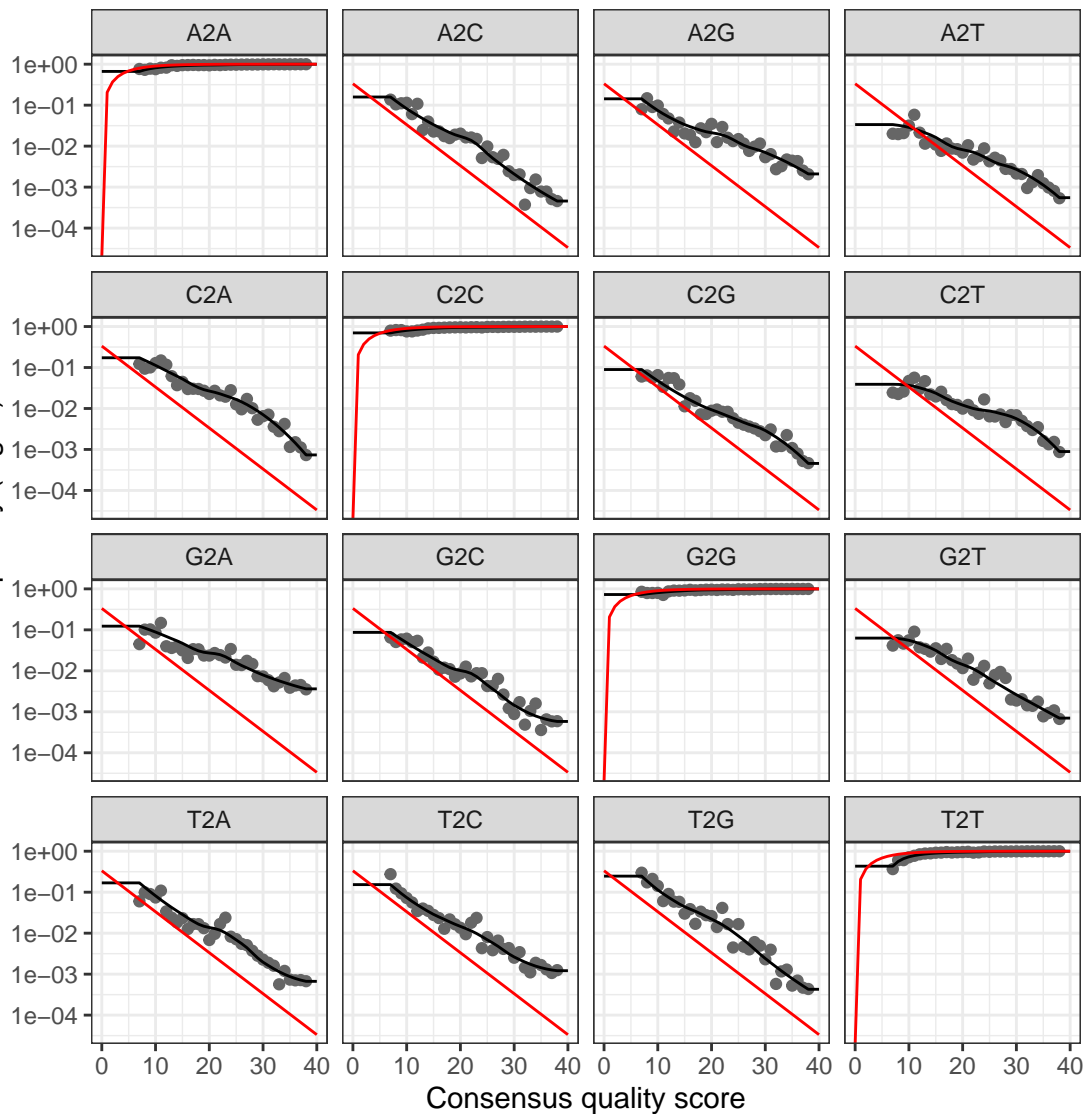 A2A A2C A2G A2T
1e+00
1e−01
1e−02
1e−03
1e−04
C2A C2C C2G C2T
1e+00
1e−01
1e−02
1e−03
1e−04
G2A G2C G2G G2T
1e+00
1e−01
1e−02
1e−03
1e−04
T2A T2C T2G T2T
1e+00
1e−01
1e−02
1e−03
1e−04
0 10 20 30 40 0 10 20 30 40 0 10 20 30 40 0 10 20 30 40
Consensus quality score